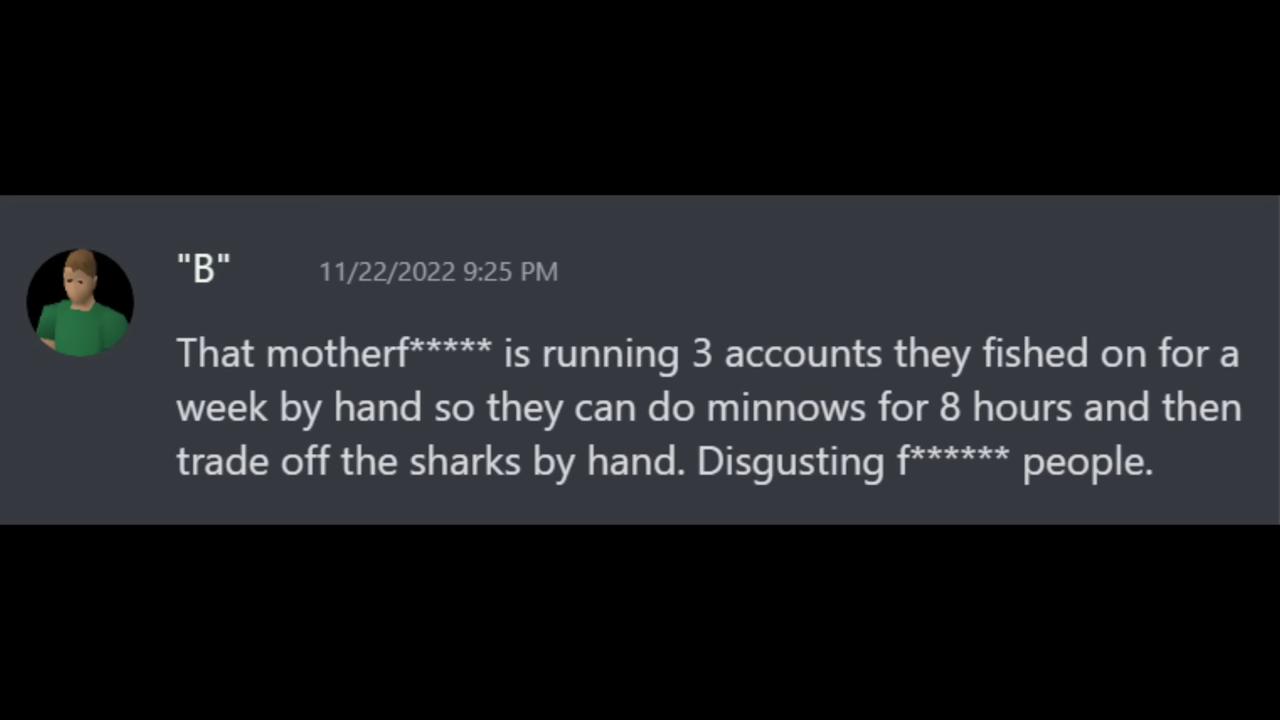 "B" 11/22/2022 9:25 PM
That motherf***** is running 3 accounts they fished on for a
week by hand so they can do minnows for 8 hours and then
trade off the sharks by hand. Disgusting f****** people.